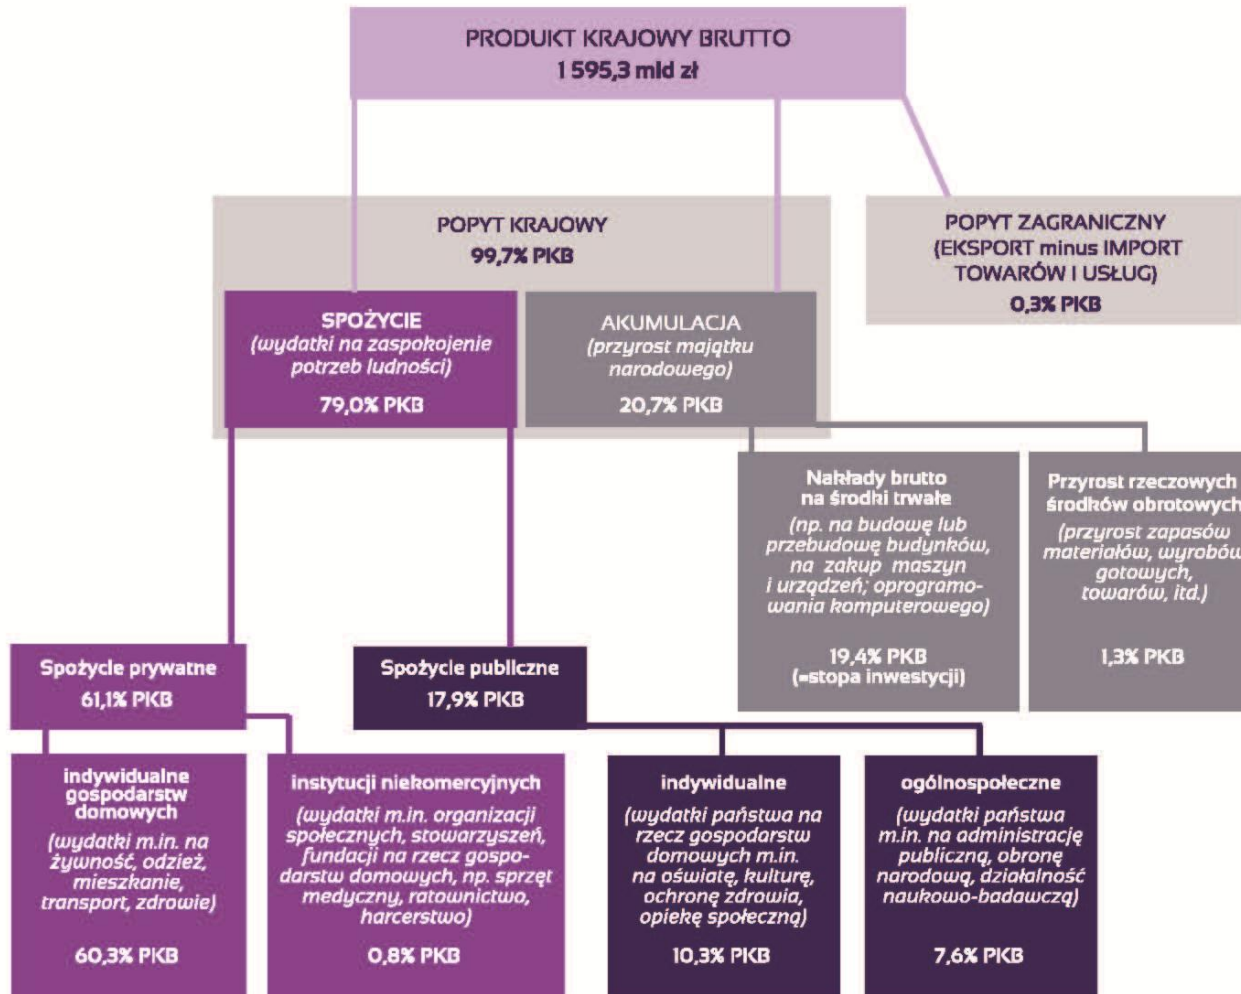 PRODUKT KRAJOWY BRUTTO
1 595,3 mld zł
POPYT KRAJOWY
99,7% PKB
POPYT ZAGRANICZNY
(EKSPORT minus IMPORT
TOWARÓW I USŁUG)
0,3% PKB
SPOŻYCIE
(wydatki na zaspokojenie
potrzeb ludności)
79,0% PKB
AKUMULACJA
(przyrost majątku
narodowego)
20,7% PKB
Nakłady brutto
na środki trwałe
(np. na budowę lub
przebudowę budynków,
na zakup maszyn
i urządzeń; oprogramo-
wania komputerowego)
19,4% PKB
(=stopa inwestycji)
Przyrost rzeczowych
środków obrotowych
(przyrost zapasów
materiałów, wyrobów
gotowych,
towarów, itd.)
1,3% PKB
Spożycie prywatne
61,1% PKB
Spożycie publiczne
17,9% PKB
indywidualne
gospodarstw
domowych
(wydatki m.in. na
żywność, odzież,
mieszkanie,
transport, zdrowie)
60,3% PKB
instytucji niekomercyjnych
(wydatki m.in. organizacji
społecznych, stowarzyszeń,
fundacji na rzecz gospo-
darstw domowych, np. sprzęt
medyczny, ratownictwo,
harcerstwo)
0,8% PKB
indywidualne
(wydatki państwa na
rzecz gospodarstw
domowych m.in.
na oświatę, kulturę,
ochronę zdrowia,
opiekę społeczną)
10,3% PKB
ogólnospołeczne
(wydatki państwa
m.in. na administrację
publiczną, obronę
narodową, działalność
naukowo-badawczą)
7,6% PKB